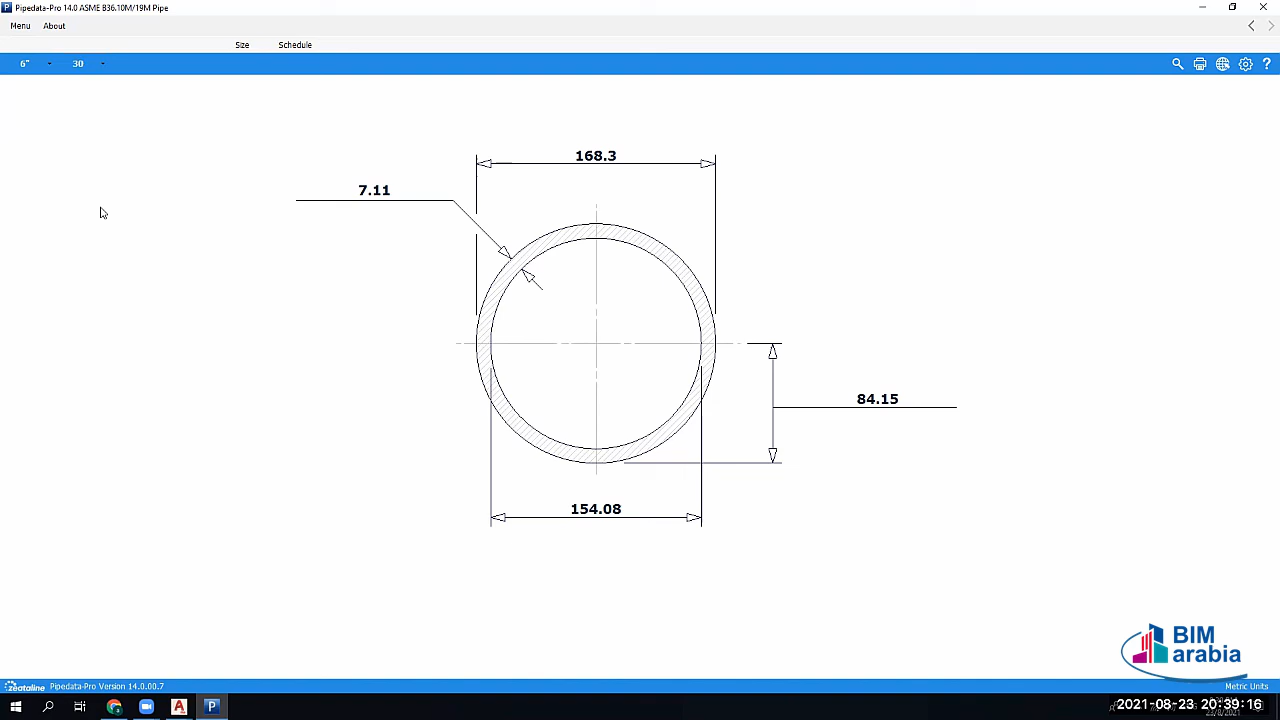 Pipedata-Pro 14.0 ASME B36.10M/19M Pipe
Menu About
Size Schedule
6" 30
168.3
7.11
84.15
154.08
BIM
arabia
zeataline Pipedata-Pro Version 14.0.00.7 Metric Units
2021-08-23 20:39:16